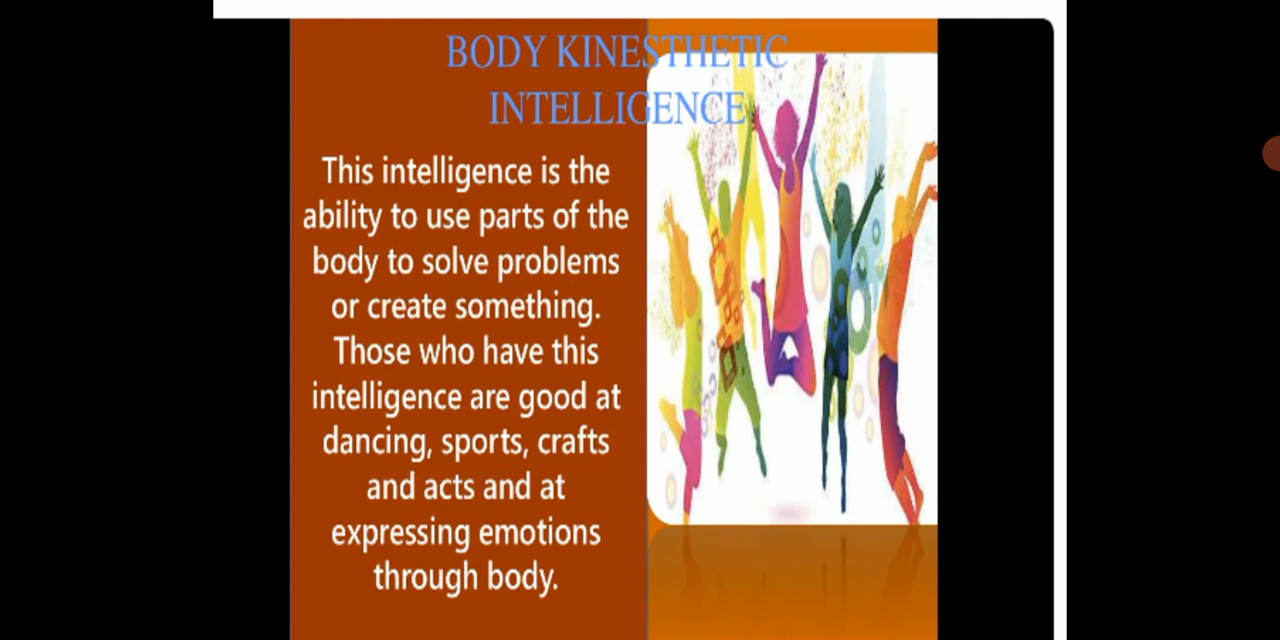 BODY KINESTHETIC
INTELLIGENCE
This intelligence is the
ability to use parts of the
body to solve problems
or create something.
Those who have this
intelligence are good at
dancing, sports, crafts
and acts and at
expressing emotions
through body.